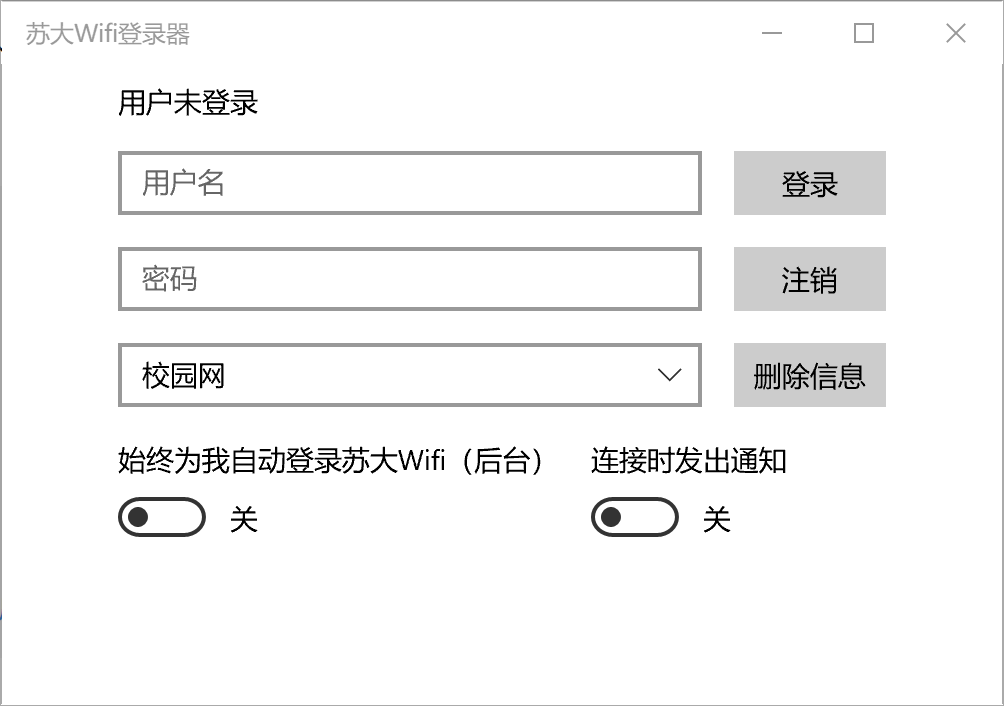 苏大Wifi登录器
用户未登录
用户名
登录
密码
注销
校园网
删除信息
始终为我自动登录苏大Wifi（后台）
连接时发出通知
关
关